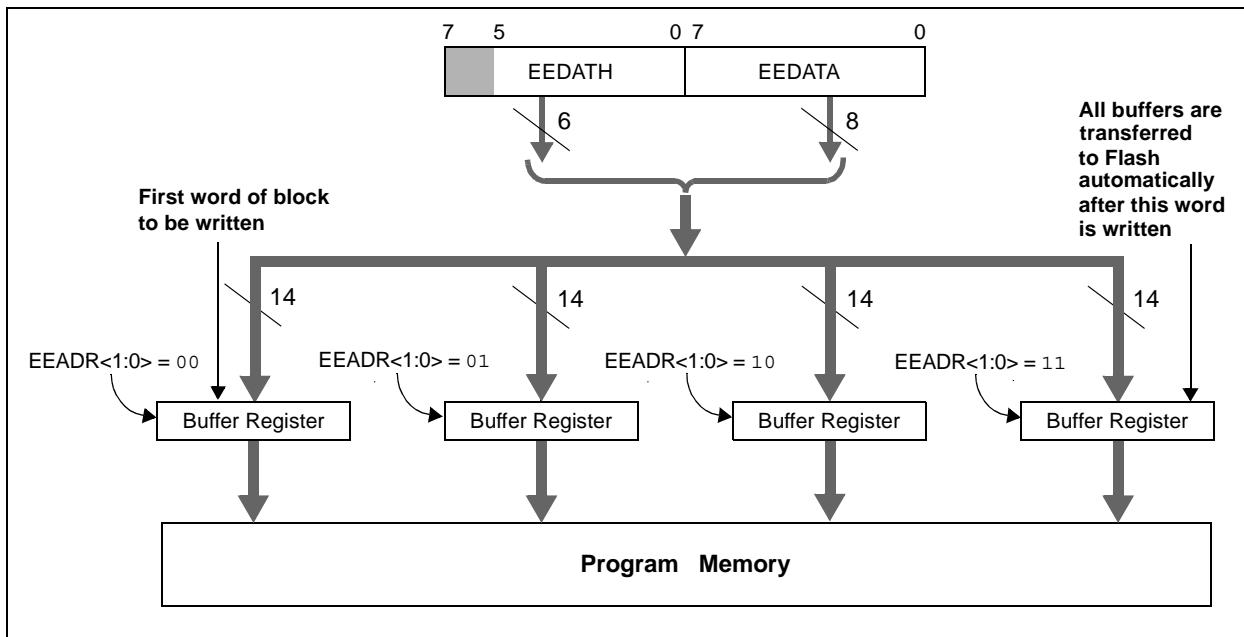 7 5 0 7 0
EEDATH EEDATA
6 8
All buffers are
transferred
to Flash
automatically
after this word
is written
First word of block
to be written
14 14 14 14
EEADR<1:0> = 00 EEADR<1:0> = 01 EEADR<1:0> = 10 EEADR<1:0> = 11
Buffer Register Buffer Register Buffer Register Buffer Register
Program Memory